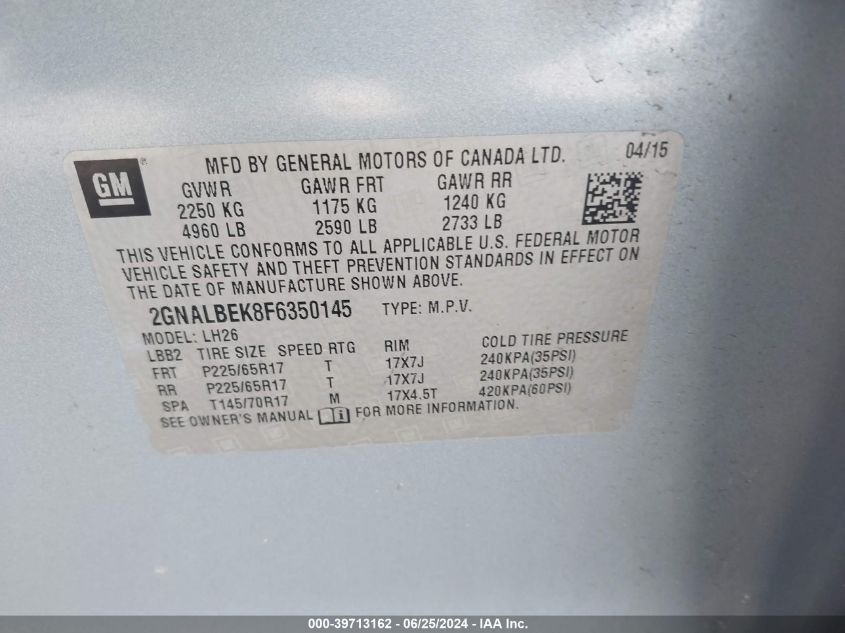 GM
MFD BY GENERAL MOTORS OF CANADA LTD. 04/15
GVWR GAWR FRT GAWR RR
2250 KG 1175 KG 1240 KG
4960 LB 2590 LB 2733 LB
THIS VEHICLE CONFORMS TO ALL APPLICABLE U.S. FEDERAL MOTOR
VEHICLE SAFETY AND THEFT PREVENTION STANDARDS IN EFFECT ON
THE DATE OF MANUFACTURE SHOWN ABOVE.
2GNALBEK8F6350145 TYPE: M.P.V.
MODEL: LH26
LBB2 TIRE SIZE SPEED RTG RIM COLD TIRE PRESSURE
FRT P225/65R17 T 17X7J 240KPA(35PSI)
RR P225/65R17 T 17X7J 240KPA(35PSI)
SPA T145/70R17 M 17X4.5T 420KPA(60PSI)
SEE OWNER'S MANUAL FOR MORE INFORMATION.
000-39713162 - 06/25/2024 - IAA Inc.